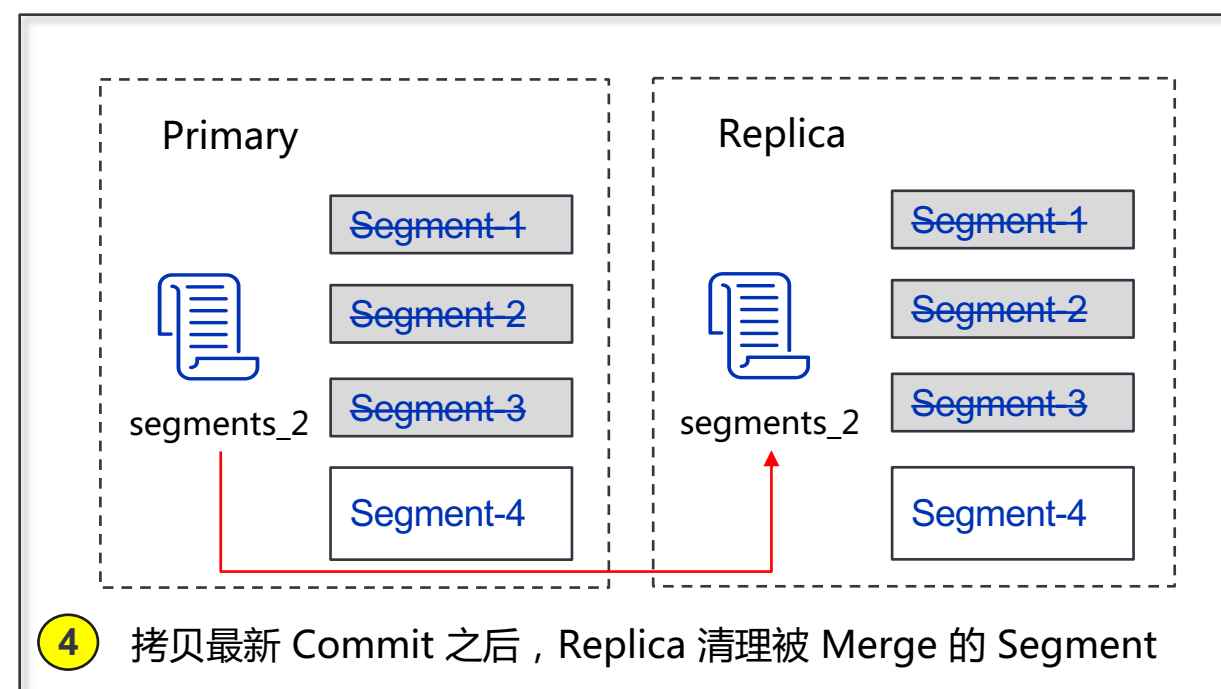 Primary
Segment-1
Segment-2
Segment-3
segments_2
Segment-4
Replica
Segment-1
Segment-2
Segment-3
segments_2
Segment-4
4 拷贝最新 Commit 之后，Replica 清理被 Merge 的 Segment